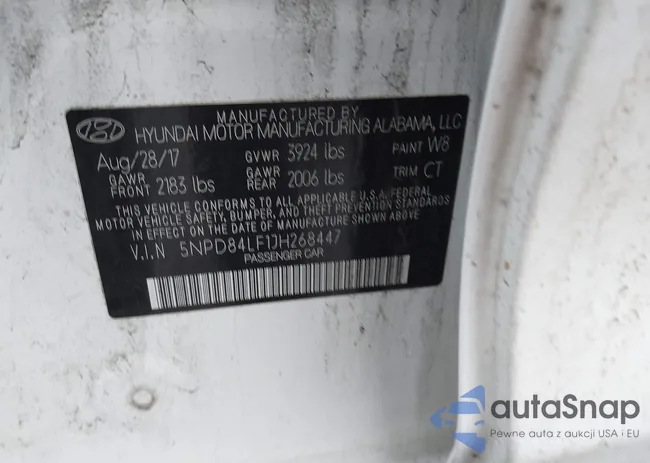 MANUFACTURED BY
HYUNDAI MOTOR MANUFACTURING ALABAMA, LLC
Aug/28/17 GVWR 3924 lbs PAINT W8
GAWR FRONT 2183 lbs GAWR REAR 2006 lbs TRIM CT
THIS VEHICLE CONFORMS TO ALL APPLICABLE U.S.A. FEDERAL
MOTOR VEHICLE SAFETY, BUMPER, AND THEFT PREVENTION STANDARDS
IN EFFECT ON THE DATE OF MANUFACTURE SHOWN ABOVE.
V.I.N 5NPD84LF1JH268447
PASSENGER CAR
autaSnap
Pewne auta z aukcji USA i EU